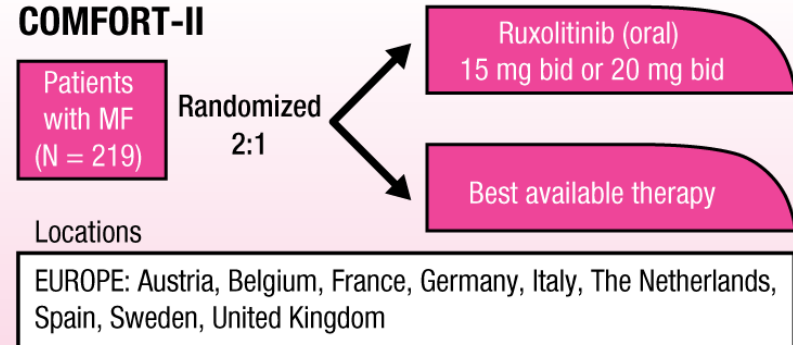 COMFORT-II
Patients
with MF
(N = 219)
Randomized
2:1
Ruxolitinib (oral)
15 mg bid or 20 mg bid
Best available therapy
Locations
EUROPE: Austria, Belgium, France, Germany, Italy, The Netherlands,
Spain, Sweden, United Kingdom